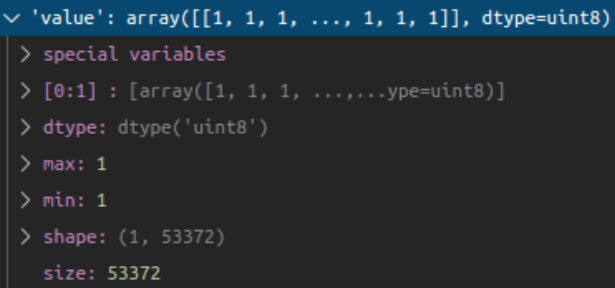 'value': array([[1, 1, 1, ..., 1, 1, 1]], dtype=uint8)
special variables
[0:1] : [array([1, 1, 1, ...,...ype=uint8)]
dtype: dtype('uint8')
max: 1
min: 1
shape: (1, 53372)
size: 53372